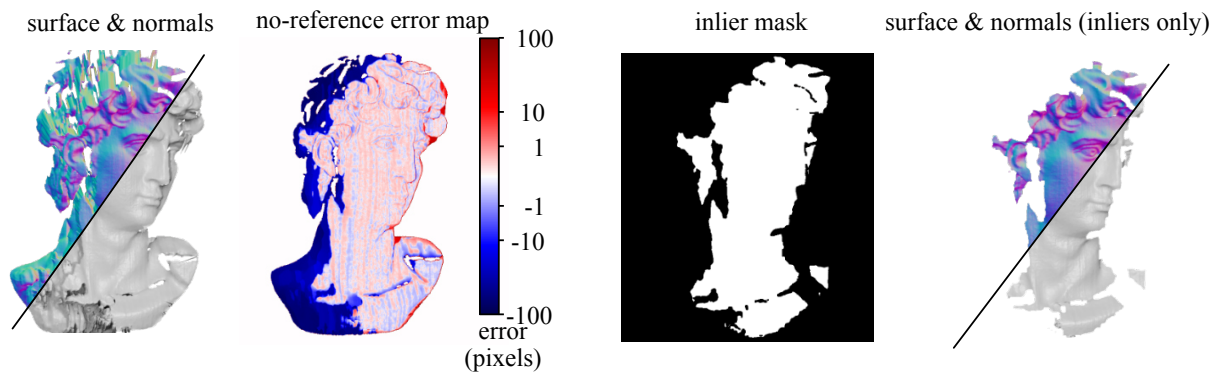 surface & normals
no-reference error map
inlier mask
surface & normals (inliers only)
100
10
1
-1
-10
-100
error
(pixels)